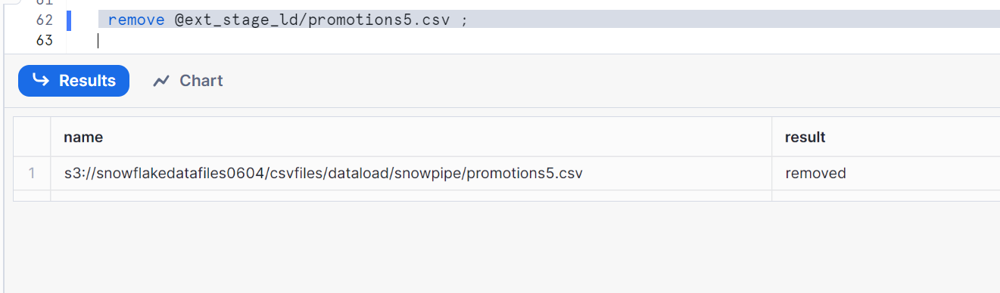 61
62 remove @ext_stage_ld/promotions5.csv ;
63
Results Chart
name result
1 s3://snowflakedatafiles0604/csvfiles/dataload/snowpipe/promotions5.csv removed